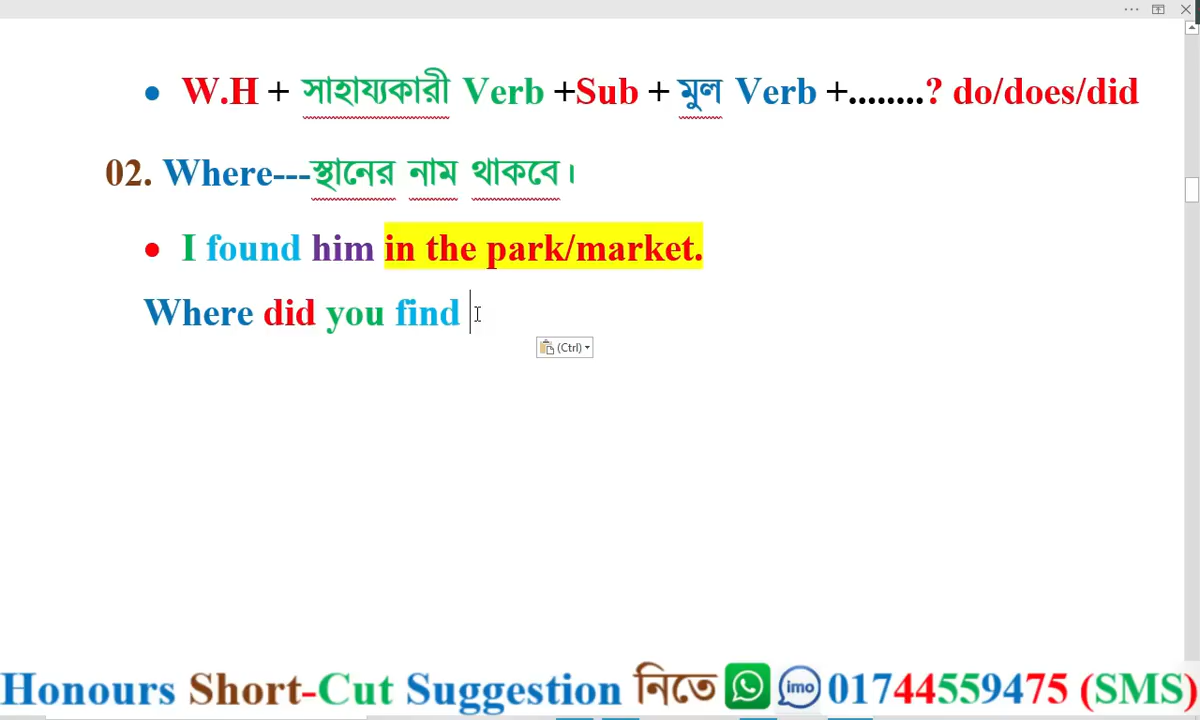 • W.H + সাহায্যকারী Verb +Sub + মুল Verb +........? do/does/did
02. Where---স্থানের নাম থাকবে।
• I found him in the park/market.
Where did you find
(Ctrl)
Honours Short-Cut Suggestion নিতে imo 01744559475 (SMS)